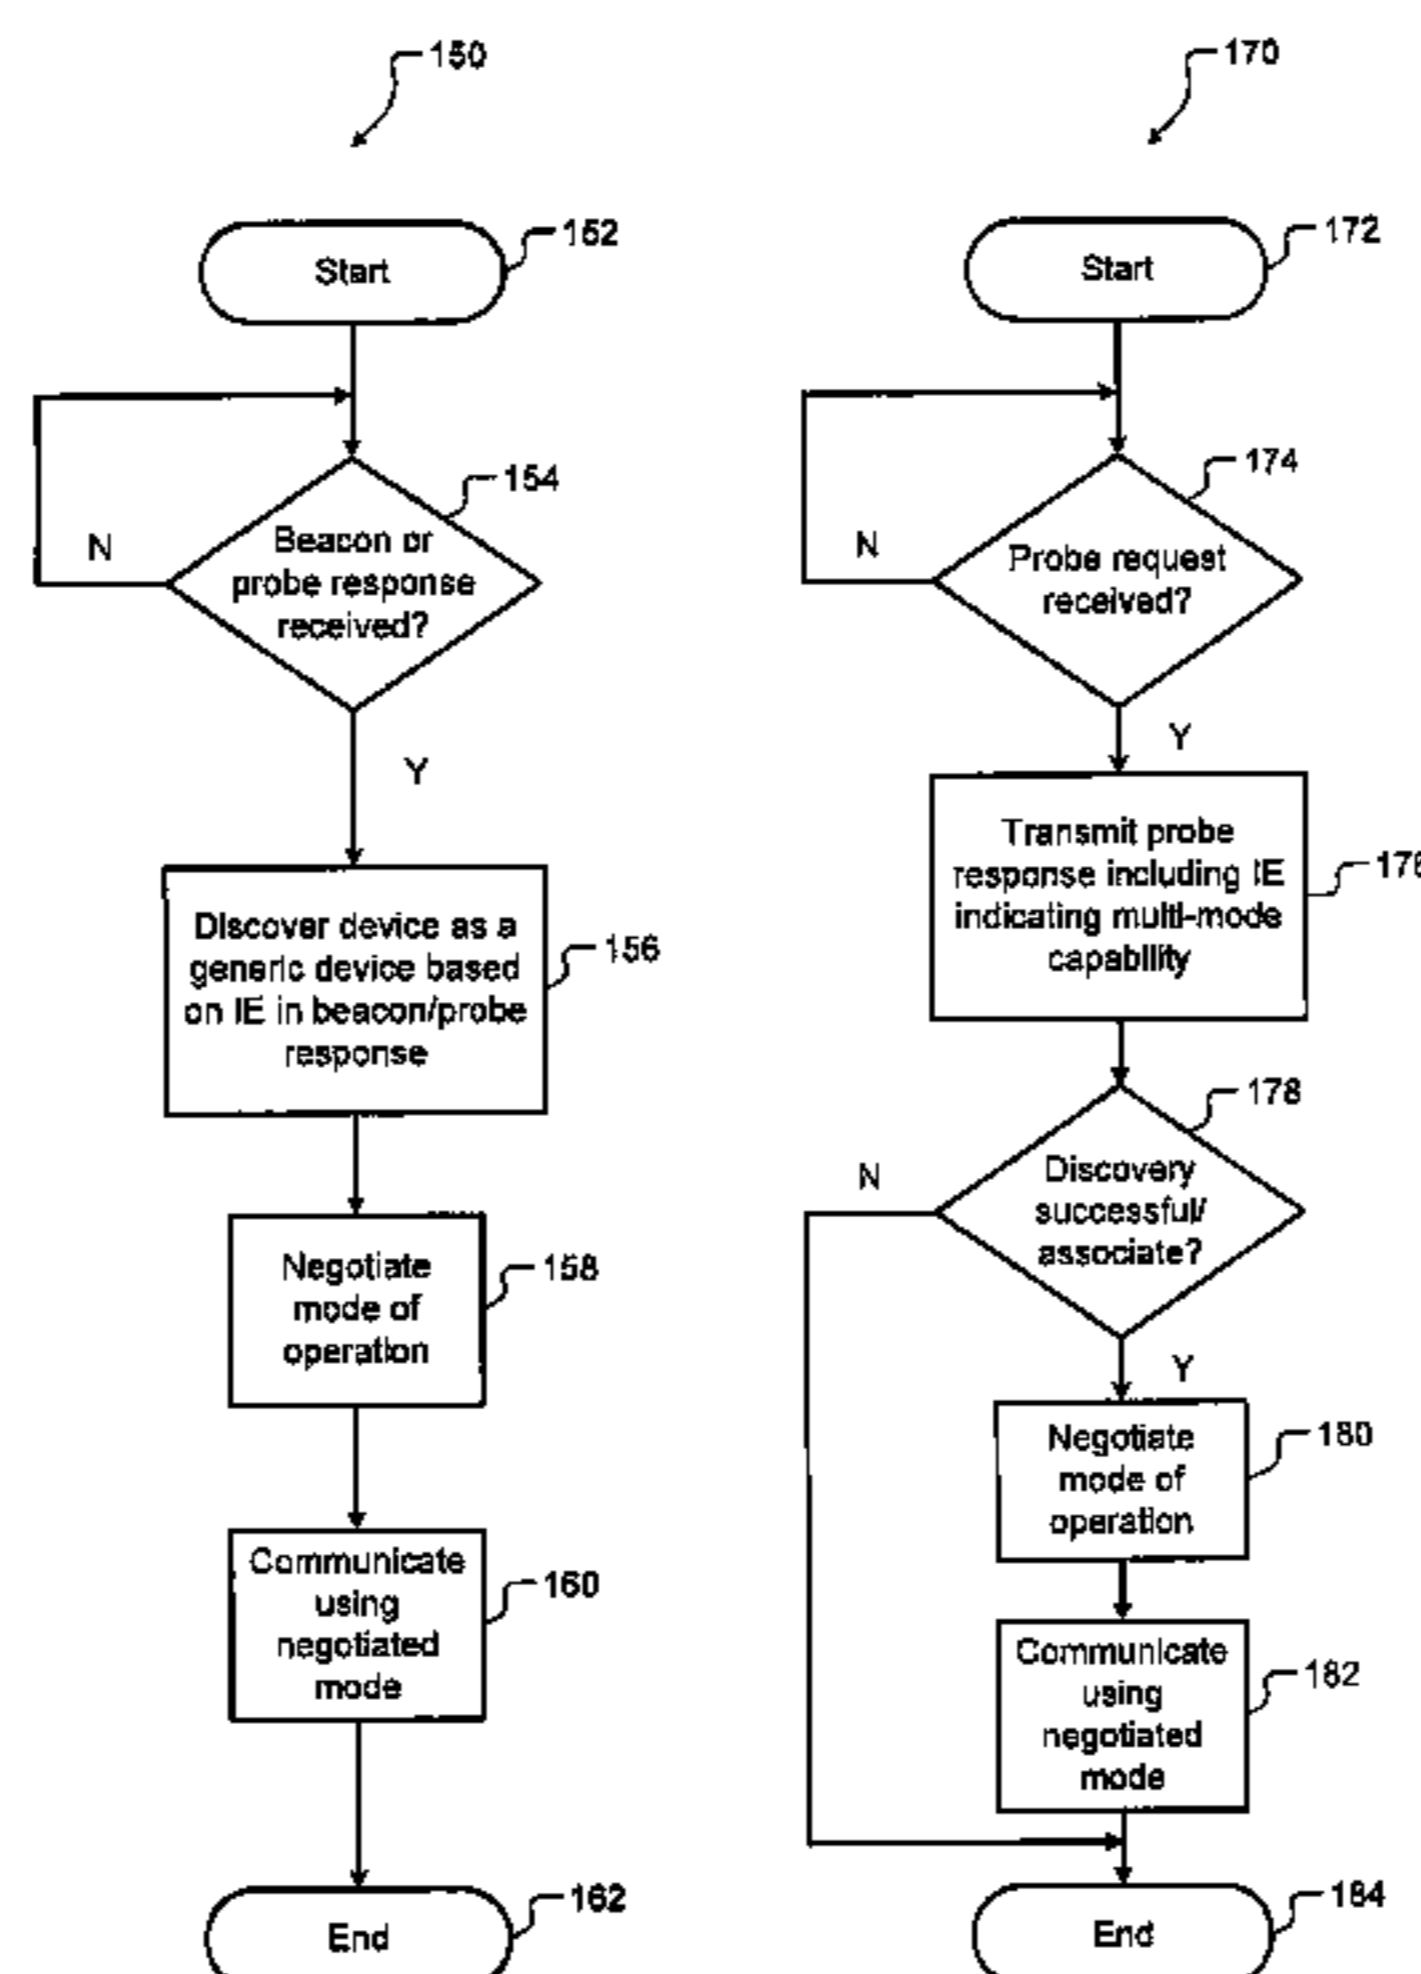 150
152
Start
154
N
Beacon or
probe response
received?
Y
Discover device as a
generic device based
on IE in beacon/probe
response
156
Negotiate
mode of
operation
158
Communicate
using
negotiated
mode
160
162
End
170
172
Start
174
N
Probe request
received?
Y
Transmit probe
response including IE
indicating multi-mode
capability
176
178
N
Discovery
successful/
associate?
Y
Negotiate
mode of
operation
180
Communicate
using
negotiated
mode
182
184
End